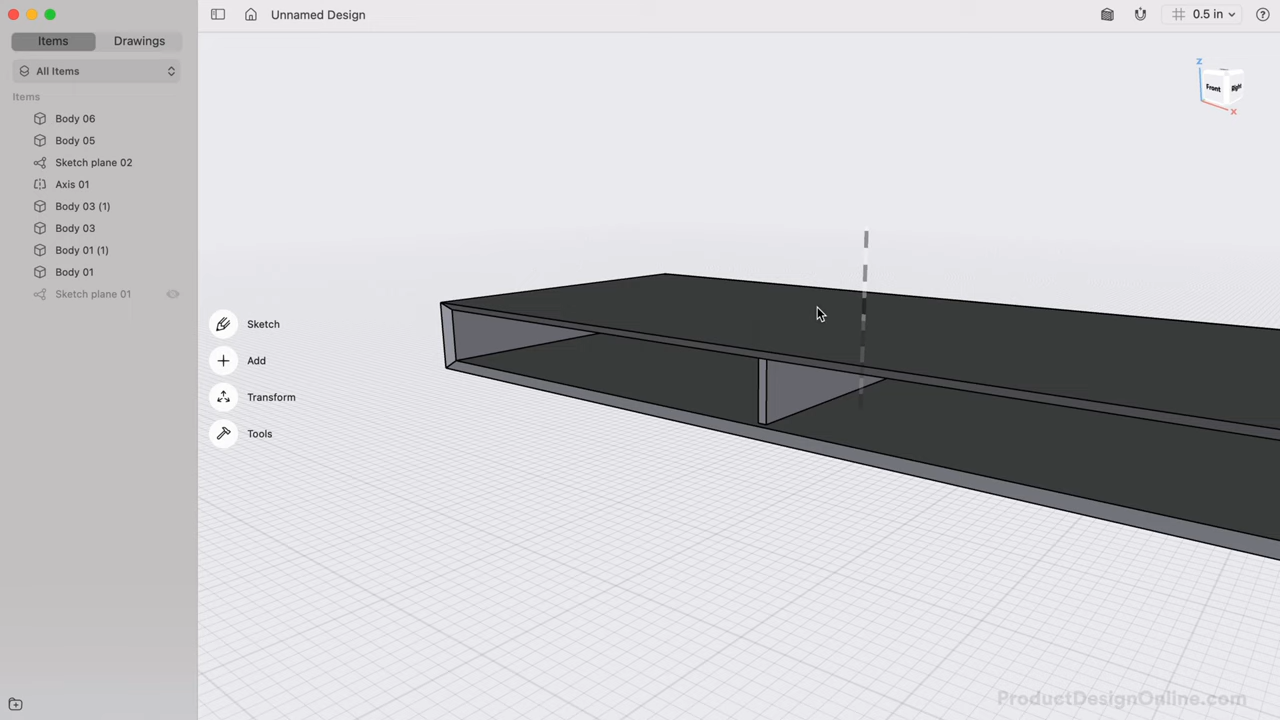 Unnamed Design
0.5 in
Items
Drawings
All Items
Items
Body 06
Body 05
Sketch plane 02
Axis 01
Body 03 (1)
Body 03
Body 01 (1)
Body 01
Sketch plane 01
Z
Front
Right
X
Sketch
Add
Transform
Tools
ProductDesignOnline.com